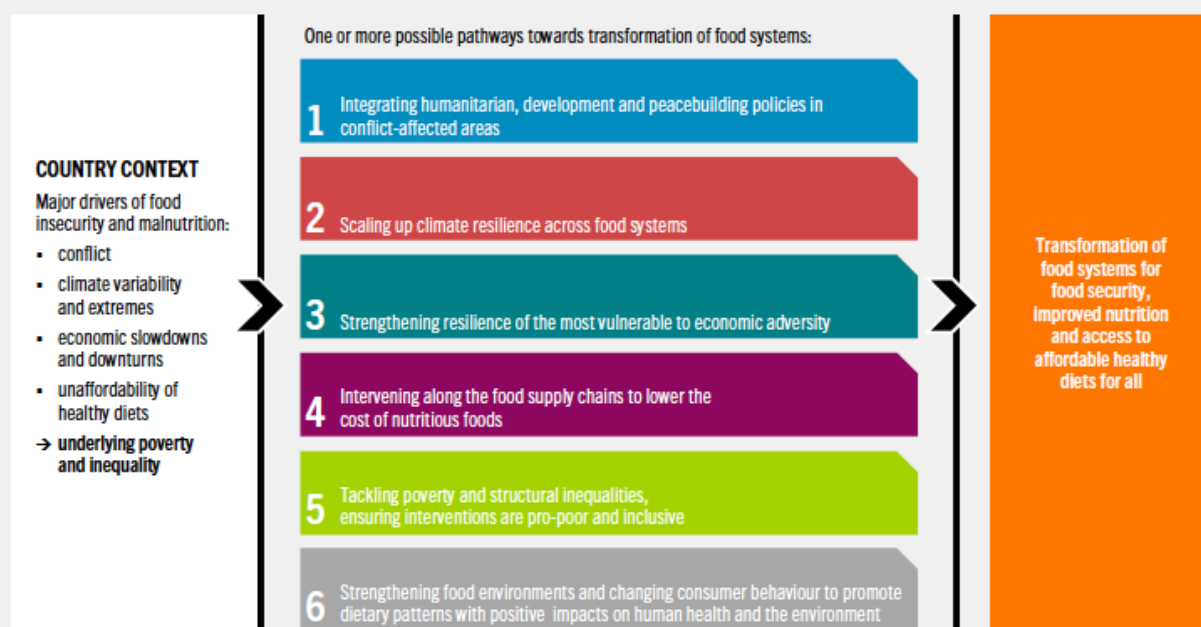 COUNTRY CONTEXT
Major drivers of food
insecurity and malnutrition:
▪ conflict
▪ climate variability
and extremes
▪ economic slowdowns
and downturns
▪ unaffordability of
healthy diets
→ underlying poverty
and inequality
One or more possible pathways towards transformation of food systems:
1 Integrating humanitarian, development and peacebuilding policies in
conflict-affected areas
2 Scaling up climate resilience across food systems
3 Strengthening resilience of the most vulnerable to economic adversity
4 Intervening along the food supply chains to lower the
cost of nutritious foods
5 Tackling poverty and structural inequalities,
ensuring interventions are pro-poor and inclusive
6 Strengthening food environments and changing consumer behaviour to promote
dietary patterns with positive impacts on human health and the environment
Transformation of
food systems for
food security,
improved nutrition
and access to
affordable healthy
diets for all